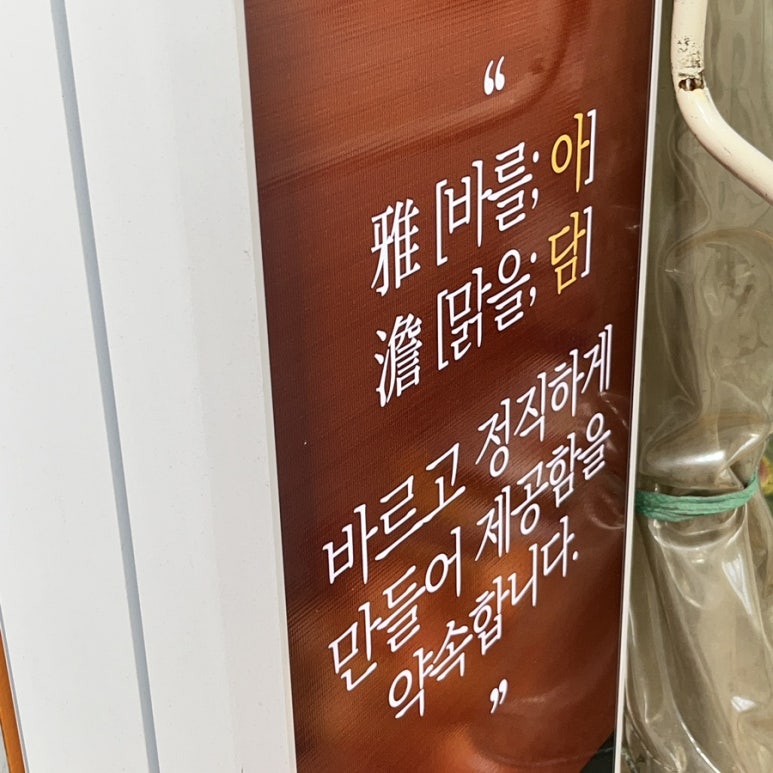 “
雅 [바를; 아]
澹 [맑을; 담]
바르고 정직하게
만들어 제공함을
약속합니다.
”